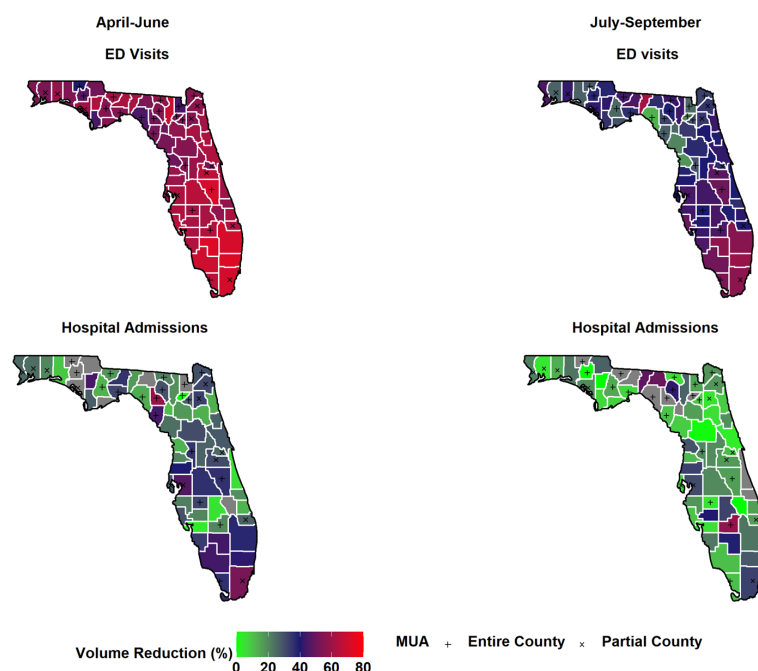 April-June
July-September
ED Visits
ED visits
Hospital Admissions
Hospital Admissions
Volume Reduction (%)
0 20 40 60 80
MUA + Entire County × Partial County